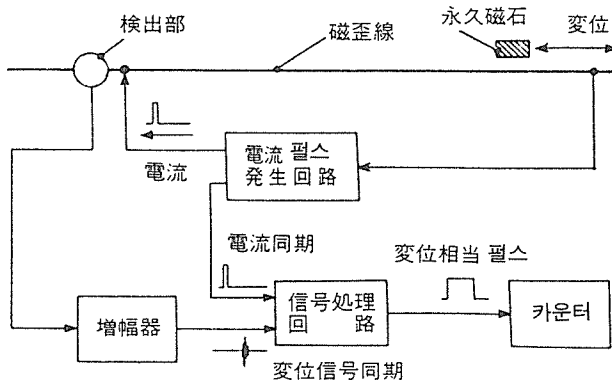 検出部
磁歪線
永久磁石
変位
電流
電流 펄스
発生回路
電流同期
変位相当 펄스
増幅器
信号処理
回 路
카운터
変位信号同期